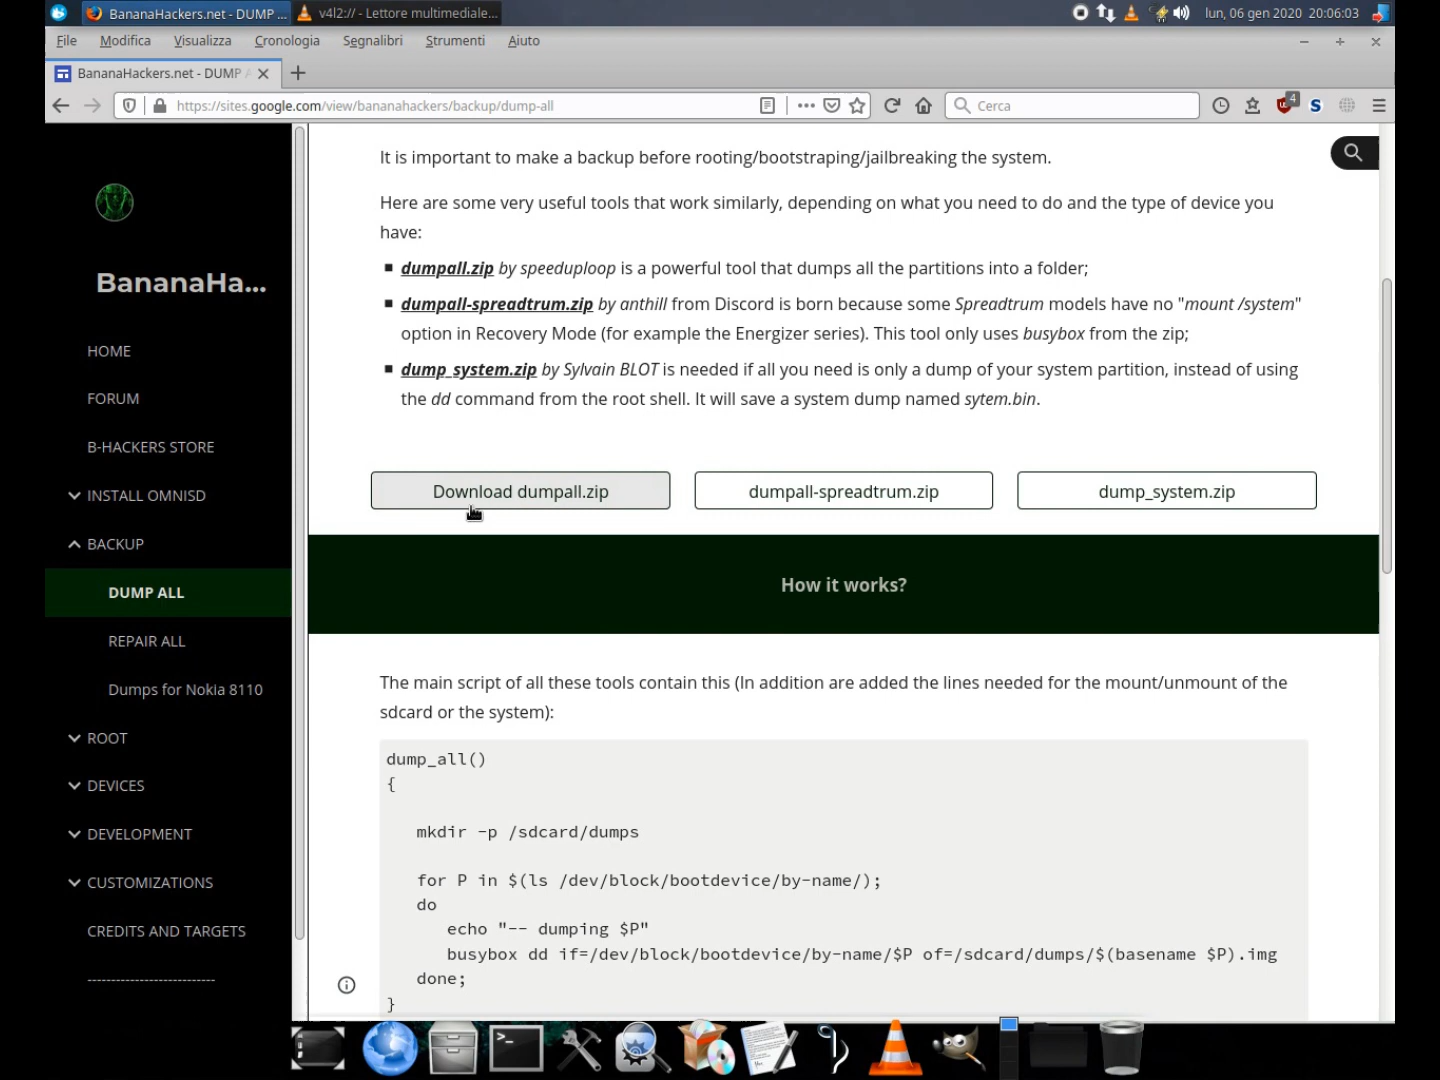 BananaHackers.net - DUMP ...
v4l2:// - Lettore multimediale...
lun, 06 gen 2020 20:06:03
File Modifica Visualizza Cronologia Segnalibri Strumenti Aiuto
BananaHackers.net - DUMP A
https://sites.google.com/view/bananahackers/backup/dump-all
Cerca
4
S
BananaHa...
HOME
FORUM
B-HACKERS STORE
INSTALL OMNISD
BACKUP
DUMP ALL
REPAIR ALL
Dumps for Nokia 8110
ROOT
DEVICES
DEVELOPMENT
CUSTOMIZATIONS
CREDITS AND TARGETS
--------------------------
It is important to make a backup before rooting/bootstraping/jailbreaking the system.
Here are some very useful tools that work similarly, depending on what you need to do and the type of device you
have:
dumpall.zip by speeduploop is a powerful tool that dumps all the partitions into a folder;
dumpall-spreadtrum.zip by anthill from Discord is born because some Spreadtrum models have no "mount /system"
option in Recovery Mode (for example the Energizer series). This tool only uses busybox from the zip;
dump_system.zip by Sylvain BLOT is needed if all you need is only a dump of your system partition, instead of using
the dd command from the root shell. It will save a system dump named sytem.bin.
Download dumpall.zip
dumpall-spreadtrum.zip
dump_system.zip
How it works?
The main script of all these tools contain this (In addition are added the lines needed for the mount/unmount of the
sdcard or the system):
dump_all()
{
mkdir -p /sdcard/dumps
for P in $(ls /dev/block/bootdevice/by-name/);
do
echo "-- dumping $P"
busybox dd if=/dev/block/bootdevice/by-name/$P of=/sdcard/dumps/$(basename $P).img
done;
}